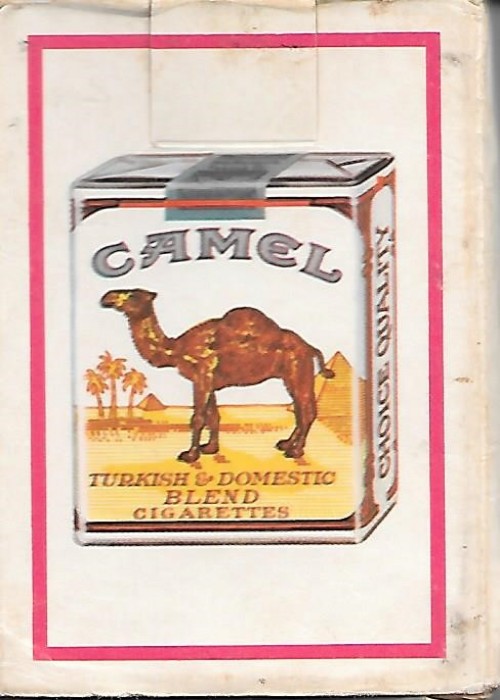 CAMEL
TURKISH & DOMESTIC
BLEND
CIGARETTES
CHOICE QUALITY